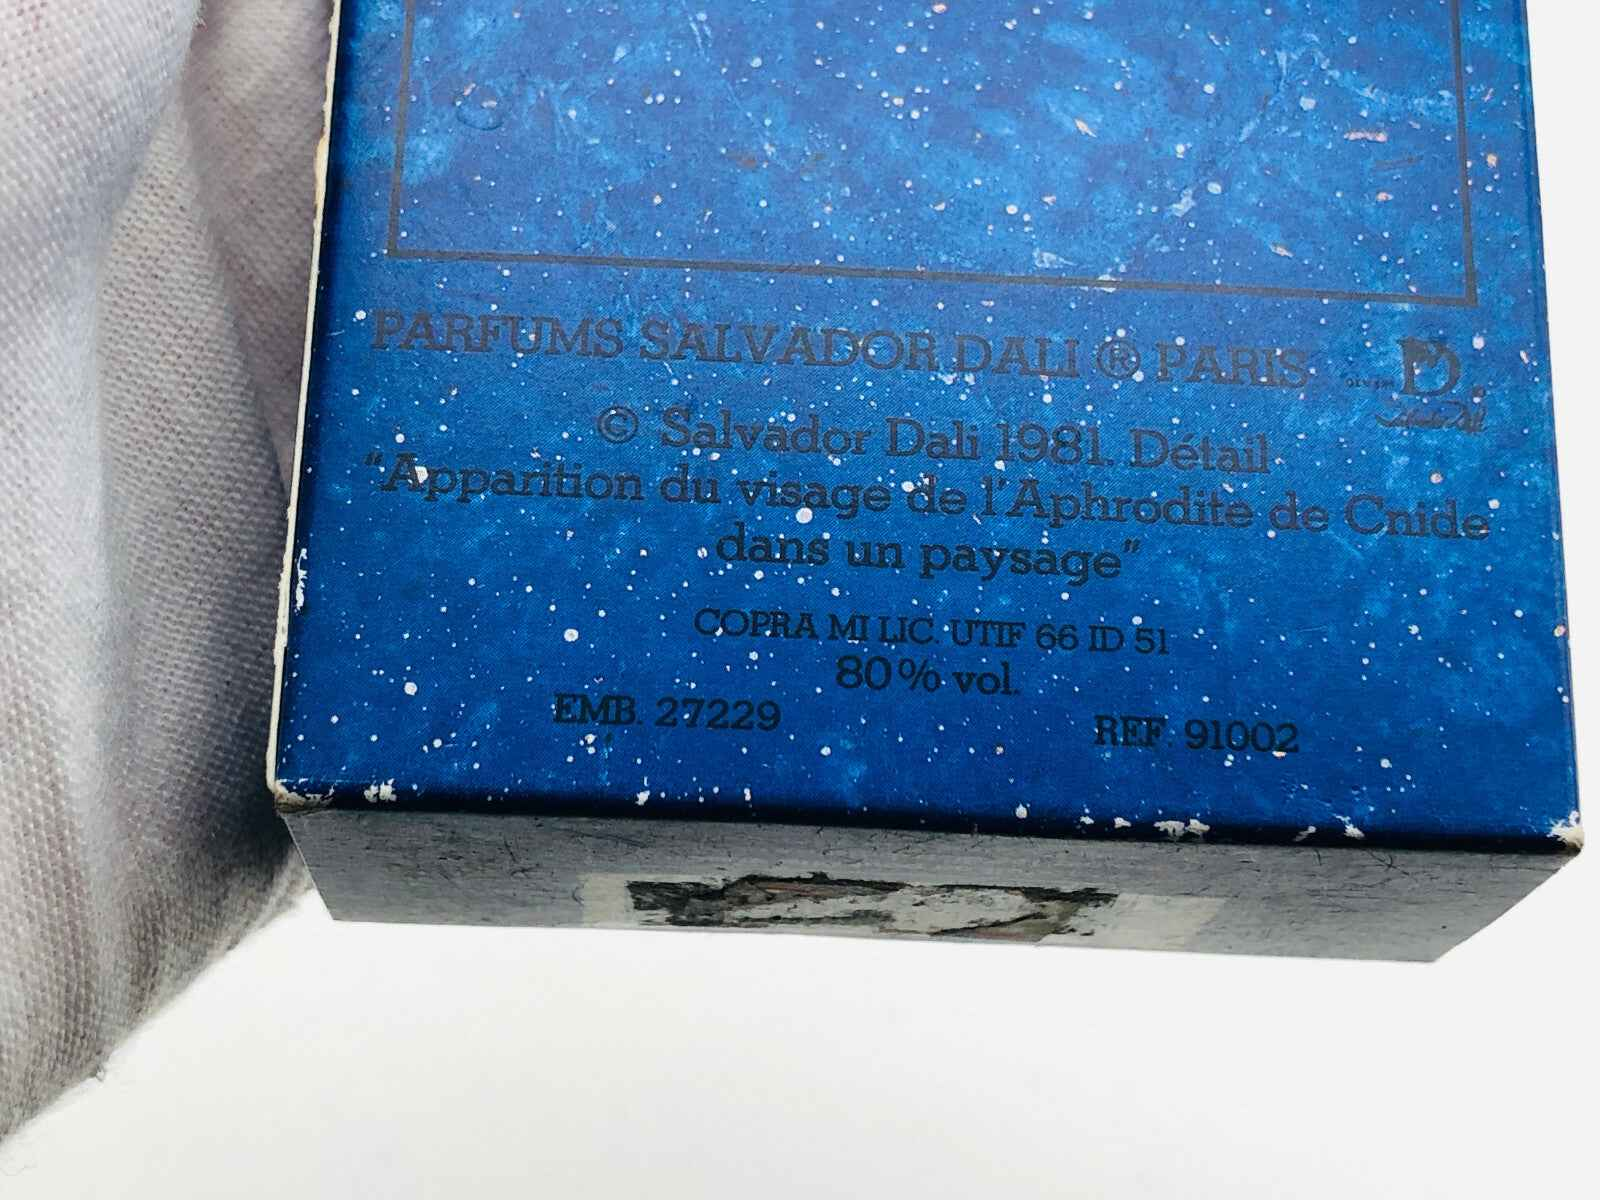 PARFUMS SALVADOR DALI ® PARIS
D.
© Salvador Dali 1981. Détail
"Apparition du visage de l'Aphrodite de Cnide
dans un paysage"
COPRA MI LIC. UTIF 66 ID 51
80% vol.
EMB. 27229 REF. 91002